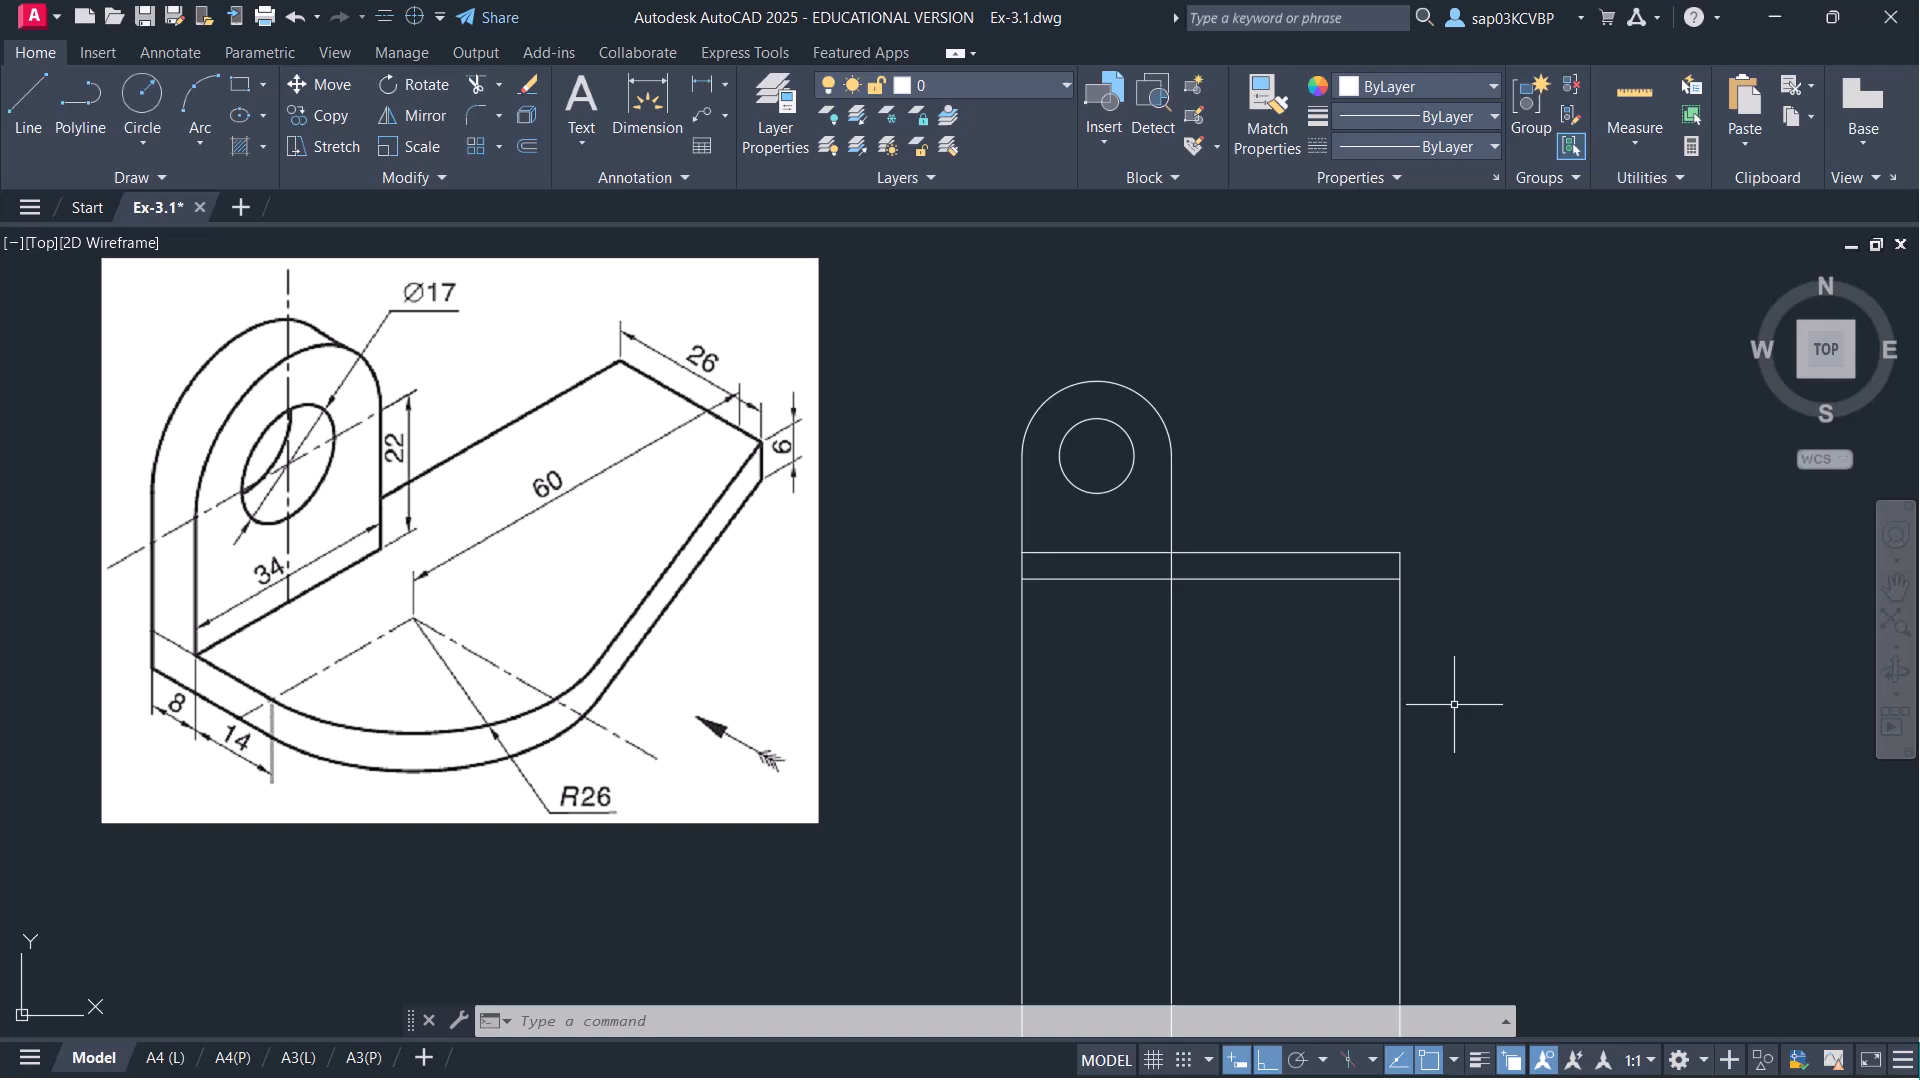 A Share Autodesk AutoCAD 2025 - EDUCATIONAL VERSION Ex-3.1.dwg Type a keyword or phrase sap03KCVBP
Home Insert Annotate Parametric View Manage Output Add-ins Collaborate Express Tools Featured Apps
Line Polyline Circle Arc
Move Rotate
Copy Mirror
Stretch Scale
Text Dimension
Layer
Properties
0
Insert Detect
Match
Properties
ByLayer
ByLayer
ByLayer
Group
Measure
Paste
Base
Draw Modify Annotation Layers Block Properties Groups Utilities Clipboard View
Start Ex-3.1*
[−][Top][2D Wireframe]
∅17
26
22
6
60
34
8
14
R26
N
W TOP E
S
WCS
Y
X
Type a command
Model A4 (L) A4(P) A3(L) A3(P)
MODEL 1:1